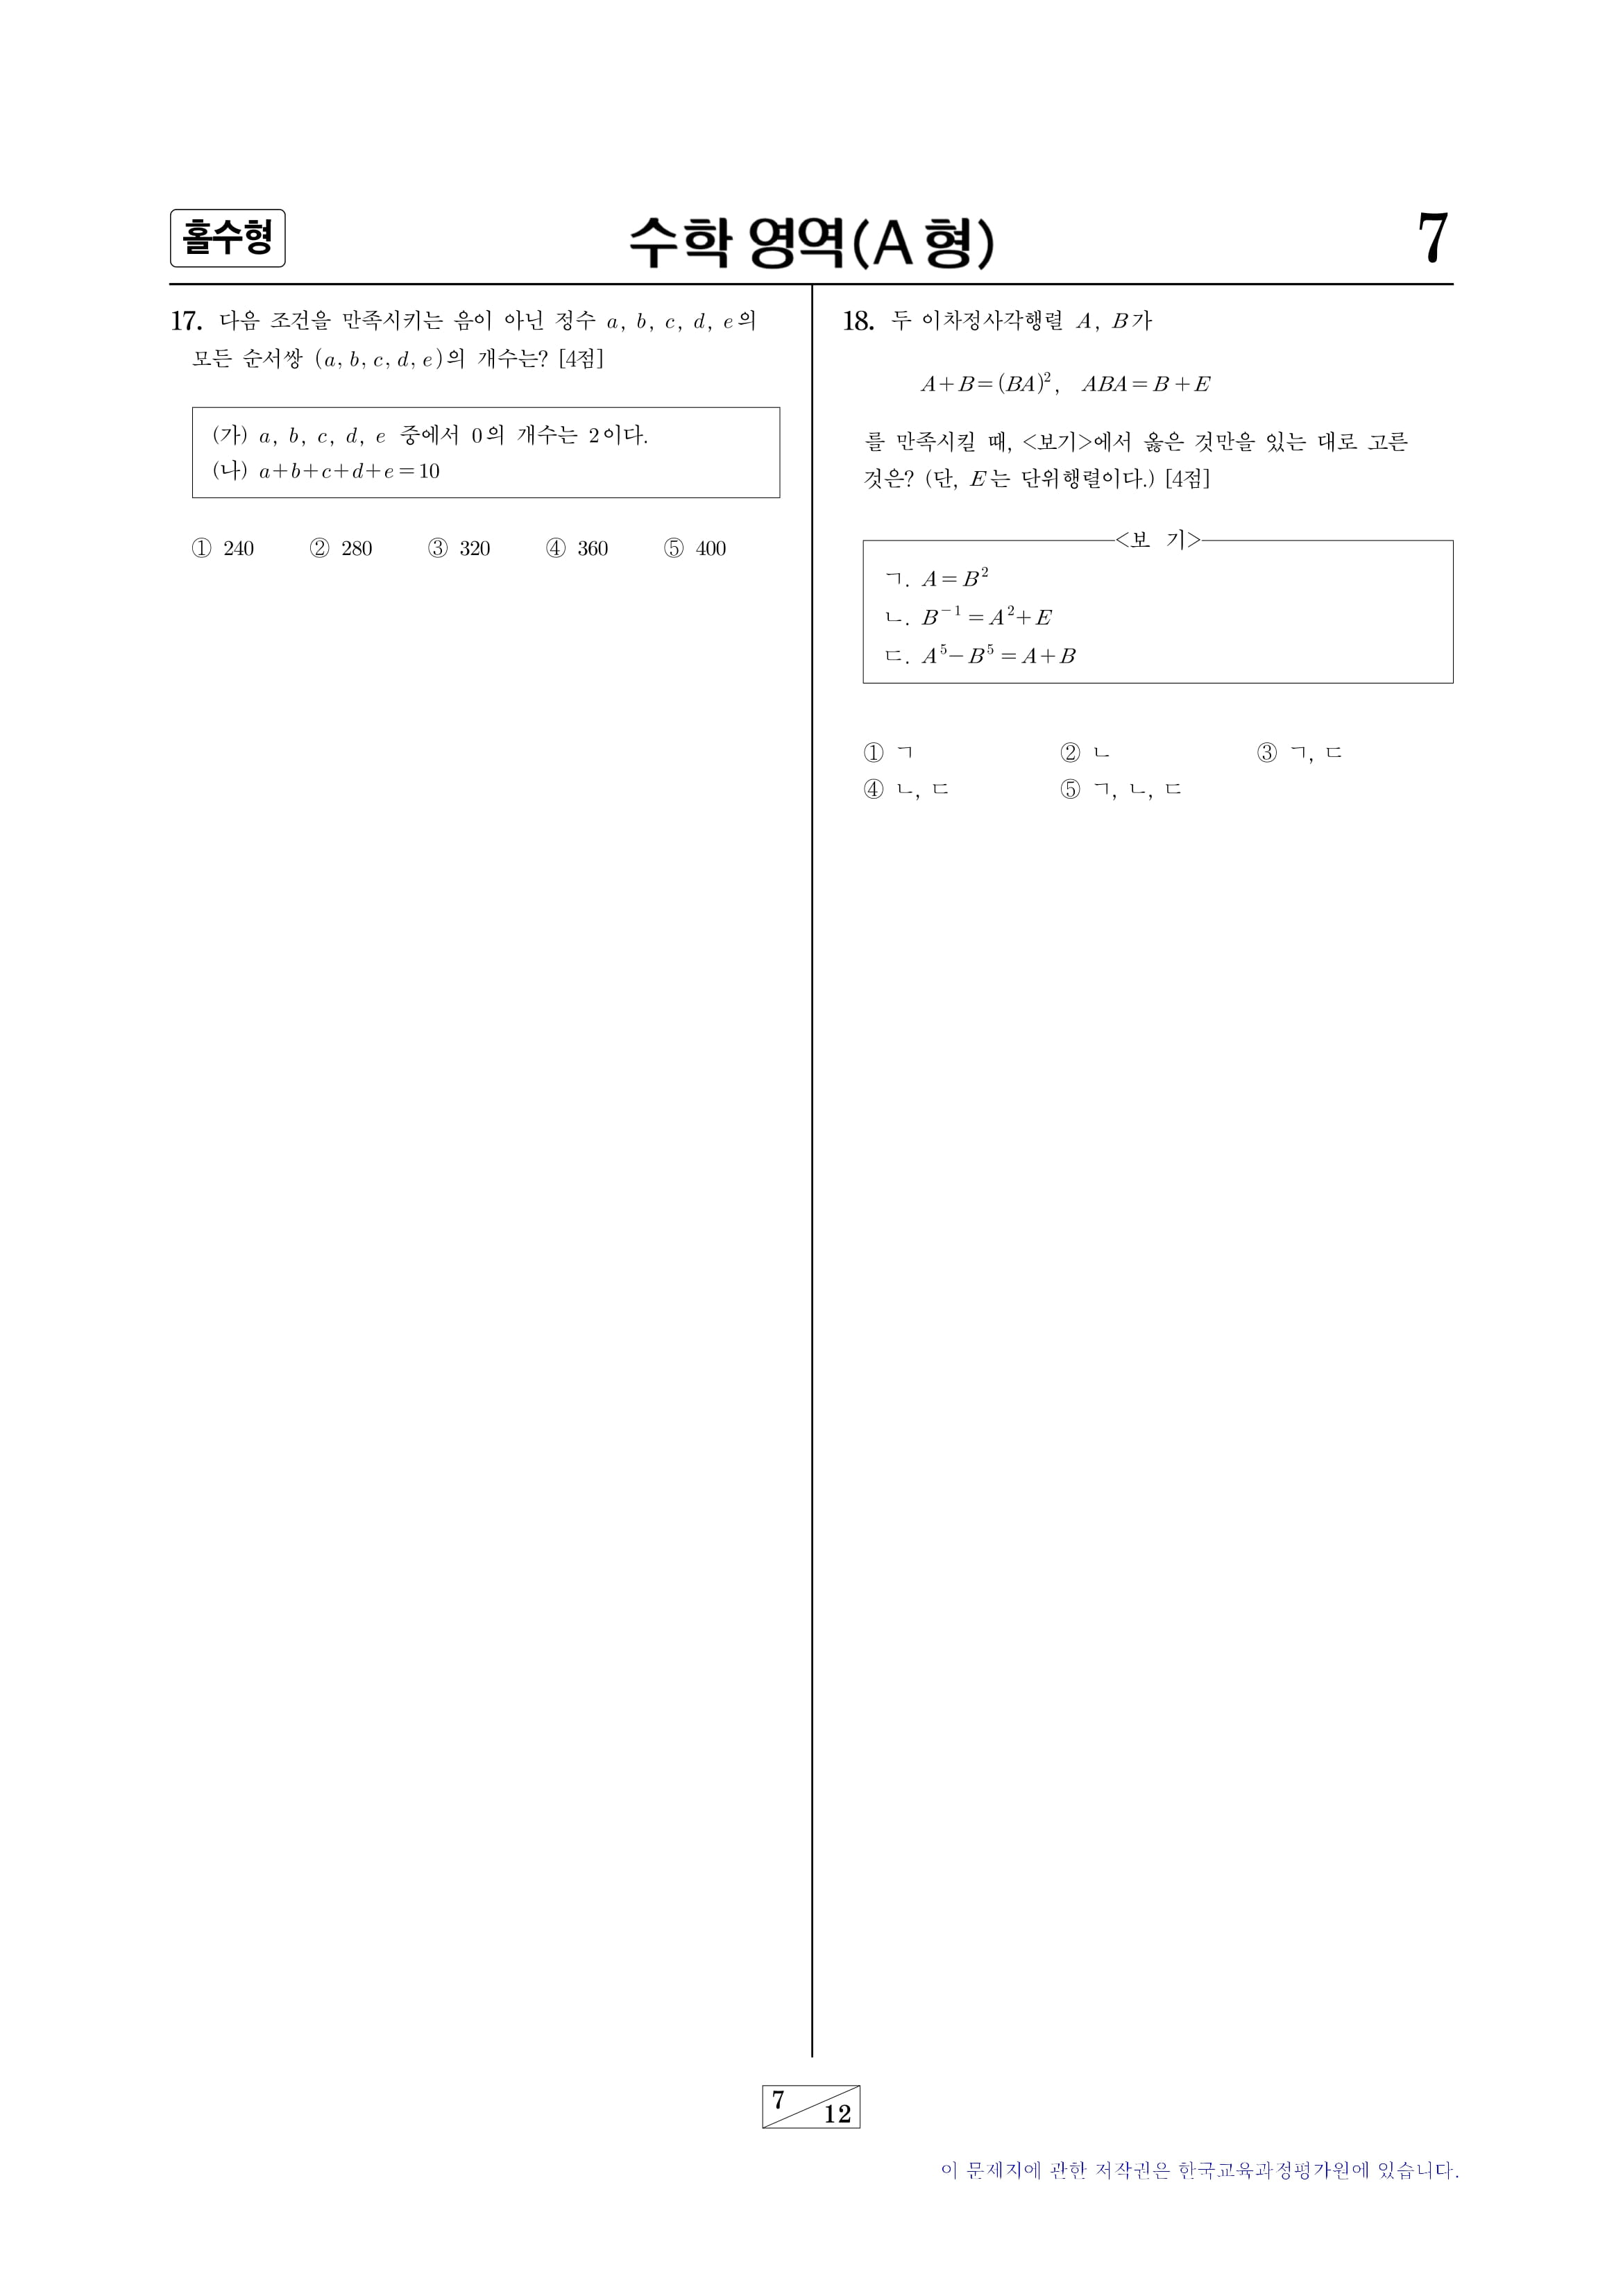 홀수형
수학 영역(A 형)
7
17. 다음 조건을 만족시키는 음이 아닌 정수 a, b, c, d, e의
모든 순서쌍 (a, b, c, d, e)의 개수는? [4점]
(가) a, b, c, d, e 중에서 0의 개수는 2이다.
(나) a+b+c+d+e=10
① 240 ② 280 ③ 320 ④ 360 ⑤ 400
18. 두 이차정사각행렬 A, B가
A+B=(BA)², ABA=B+E
를 만족시킬 때, <보기>에서 옳은 것만을 있는 대로 고른
것은? (단, E는 단위행렬이다.) [4점]
<보 기>
ㄱ. A=B²
ㄴ. B⁻¹=A²+E
ㄷ. A⁵-B⁵=A+B
① ㄱ ② ㄴ ③ ㄱ, ㄷ
④ ㄴ, ㄷ ⑤ ㄱ, ㄴ, ㄷ
7
12
이 문제지에 관한 저작권은 한국교육과정평가원에 있습니다.